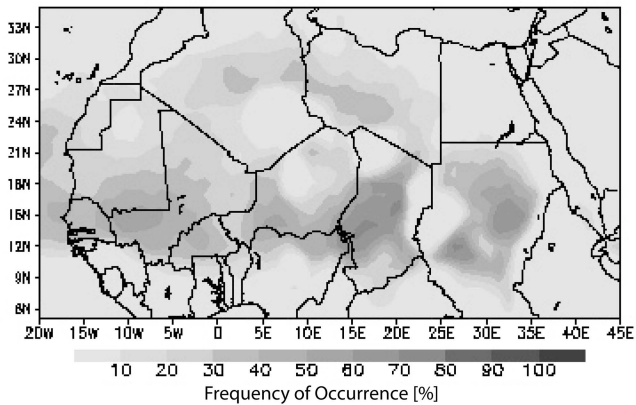 33N
30N
27N
24N
21N
18N
15N
12N
9N
6N
20W 15W 10W 5W 0 5E 10E 15E 20E 25E 30E 35E 40E 45E
10 20 30 40 50 60 70 80 90 100
Frequency of Occurrence [%]